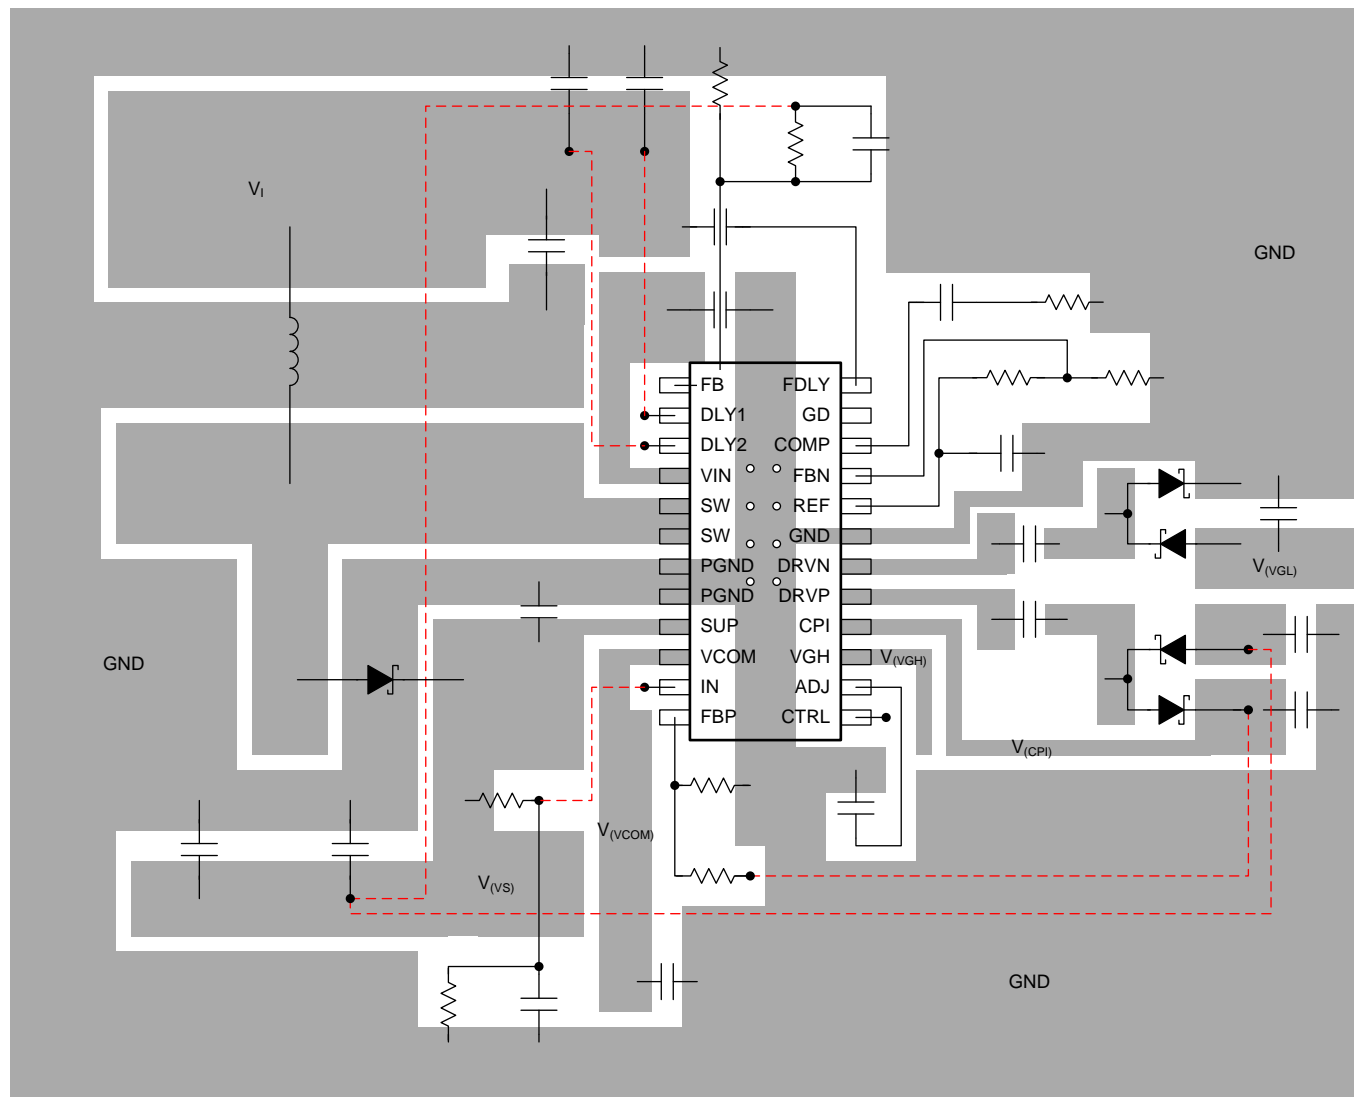 V(I)
GND
FB FDLY
DLY1 GD
DLY2 COMP
VIN FBN
SW REF
SW GND
PGND DRVN V(VGL)
PGND DRVP
SUP CPI
GND VCOM VGH V(VGH)
IN ADJ
FBP CTRL
V(CPI)
V(VCOM)
V(VS)
GND